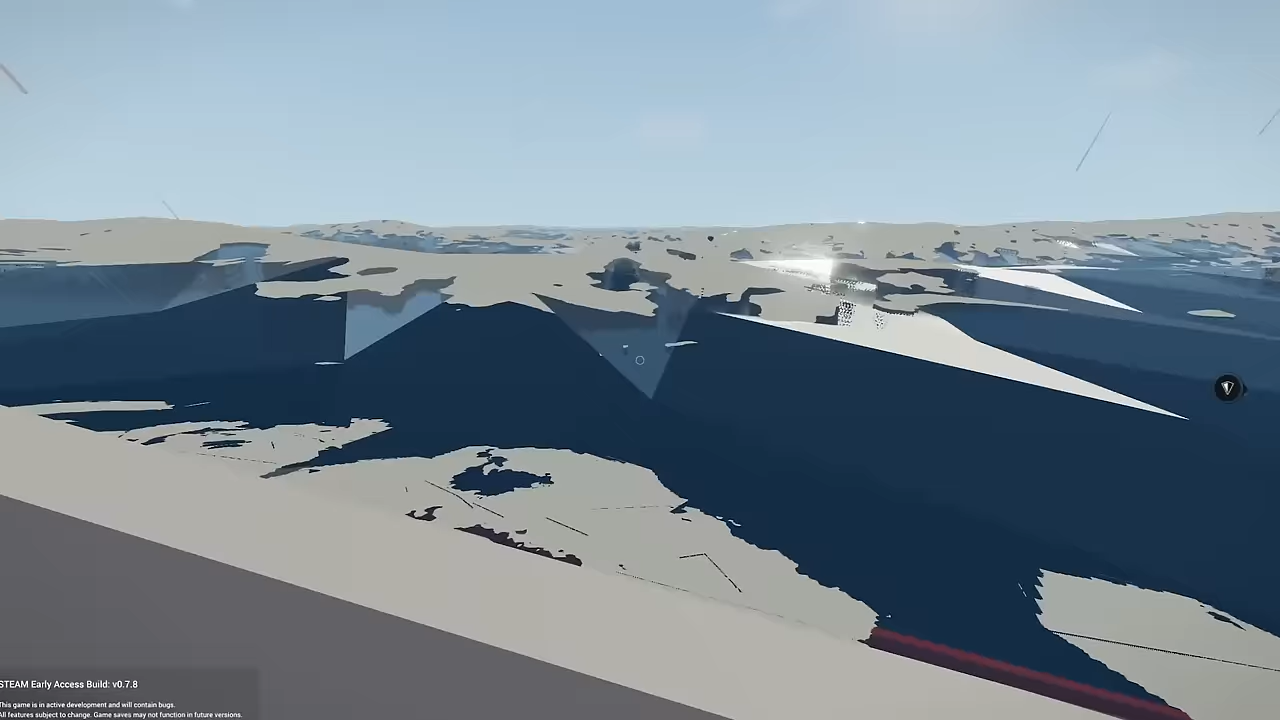 STEAM Early Access Build: v0.7.8
This game is in active development and will contain bugs.
All features subject to change. Game saves may not function in future versions.